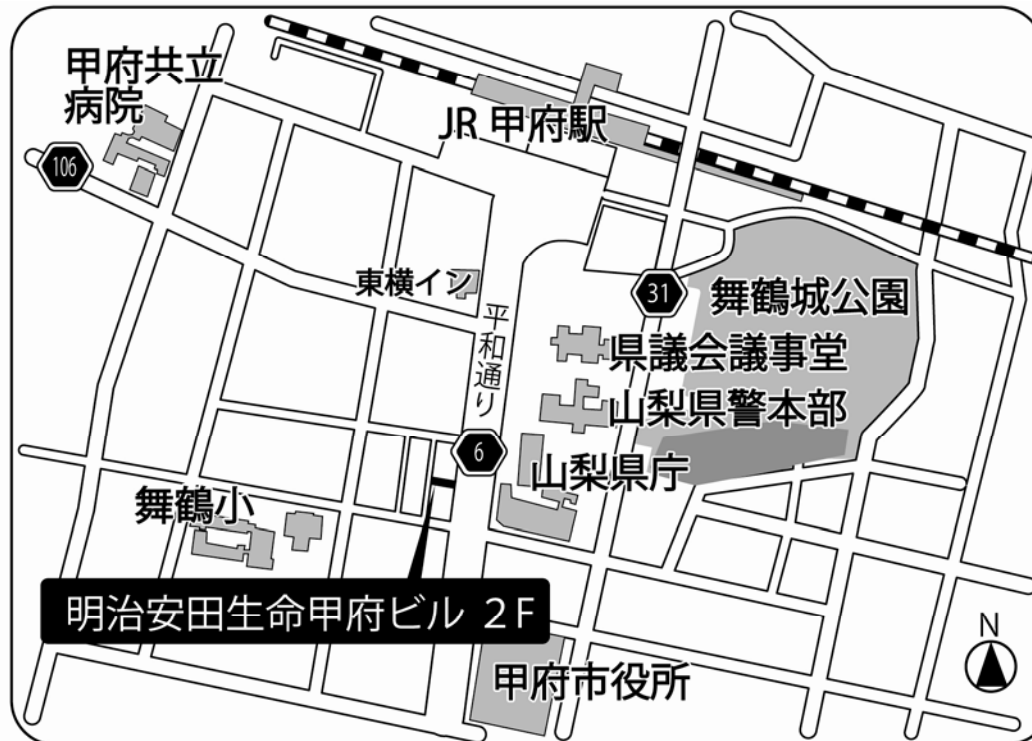 甲府共立
病院
JR 甲府駅
106
東横イン
31
舞鶴城公園
平和通り
県議会議事堂
山梨県警本部
6
山梨県庁
舞鶴小
明治安田生命甲府ビル 2F
N
甲府市役所